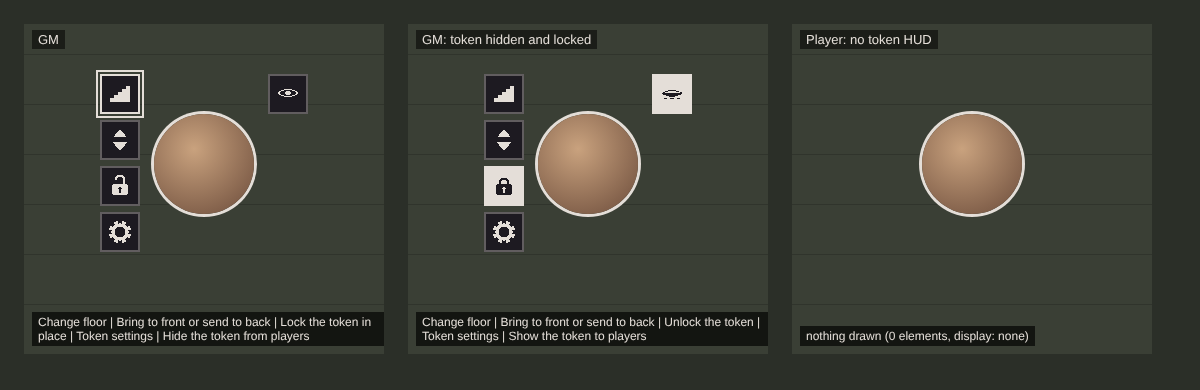 GM
GM: token hidden and locked
Player: no token HUD
Change floor | Bring to front or send to back | Lock the token in
place | Token settings | Hide the token from players
Change floor | Bring to front or send to back | Unlock the token |
Token settings | Show the token to players
nothing drawn (0 elements, display: none)